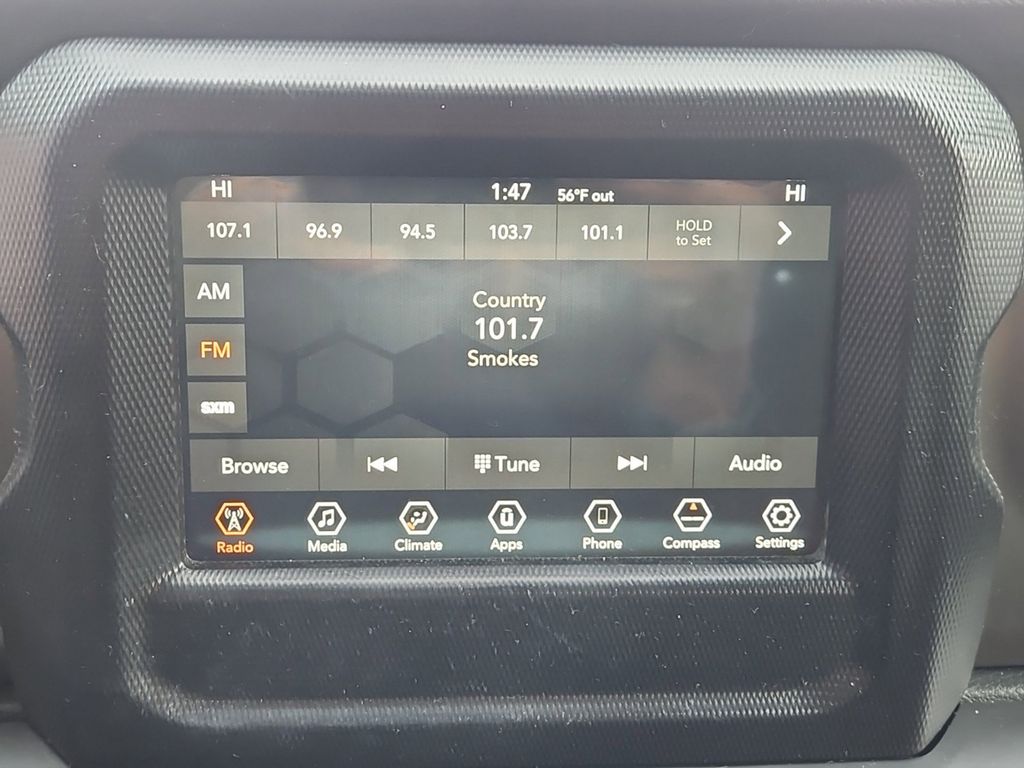 HI 1:47 56°F out HI
107.1 96.9 94.5 103.7 101.1 HOLD
to Set
AM
Country
101.7
FM
Smokes
sxm
Browse Tune Audio
Radio Media Climate Apps Phone Compass Settings